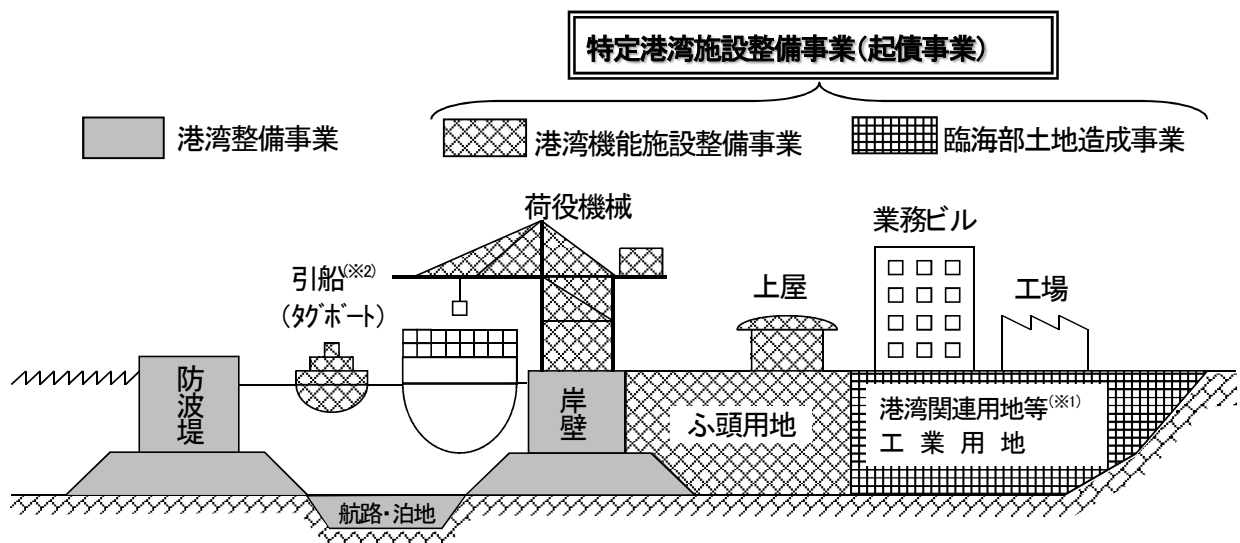 特定港湾施設整備事業(起債事業)
港湾整備事業
港湾機能施設整備事業
臨海部土地造成事業
荷役機械
業務ビル
引船(※2)
(タグボート)
上屋
工場
防波堤
岸壁
ふ頭用地
港湾関連用地等(※1)
工業用地
航路・泊地